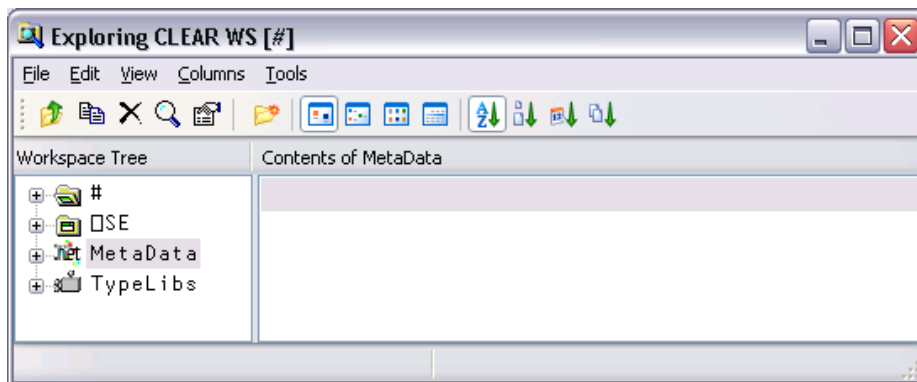 Exploring CLEAR WS [#]
File Edit View Columns Tools
Workspace Tree Contents of MetaData
#
⎕SE
MetaData
TypeLibs